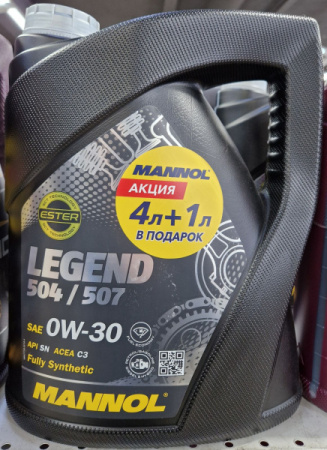 MANNOL
АКЦИЯ
4л+1л
В ПОДАРОК
ESTER
LEGEND
504 / 507
SAE 0W-30
API SN ACEA C3
Fully Synthetic
MANNOL